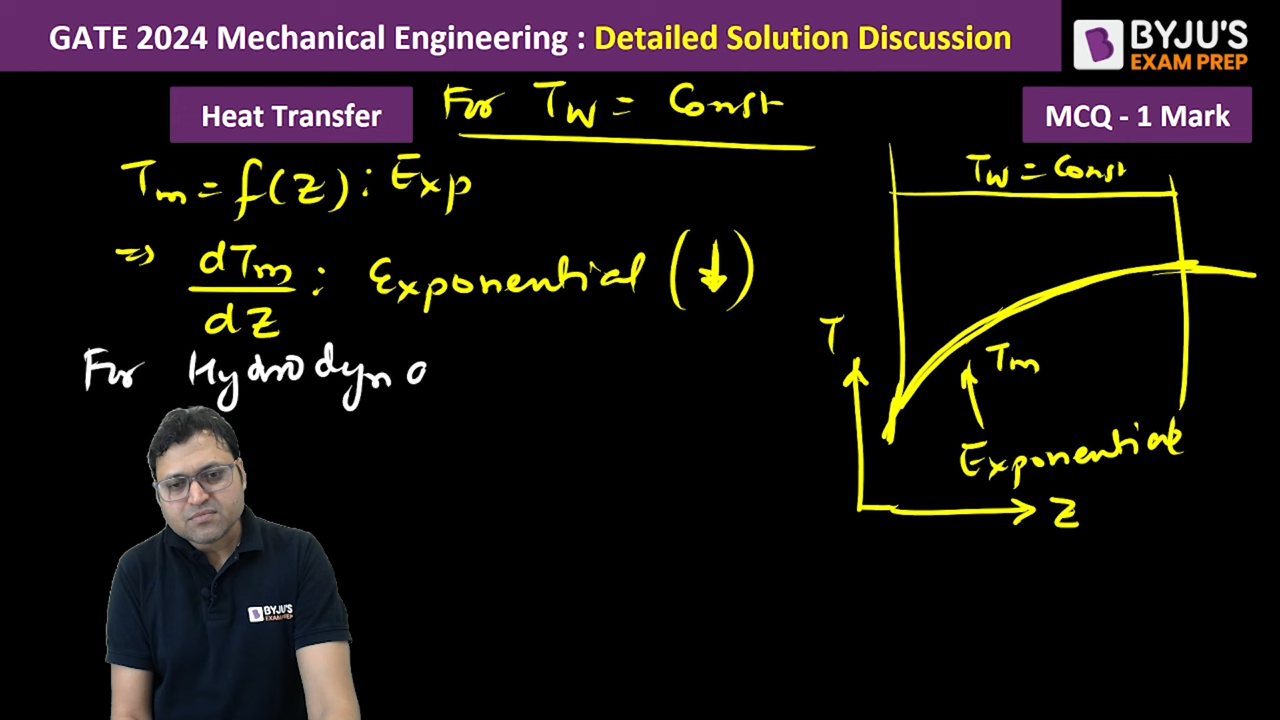 GATE 2024 Mechanical Engineering : Detailed Solution Discussion
BYJU'S
EXAM PREP
Heat Transfer
For Tw = Const
MCQ - 1 Mark
Tm = f(z) : Exp
⇒ dTm/dz : Exponential (↓)
For Hydrodyn
Tw = Const
T
Tm
Exponential
z
BYJU'S
EXAM PREP